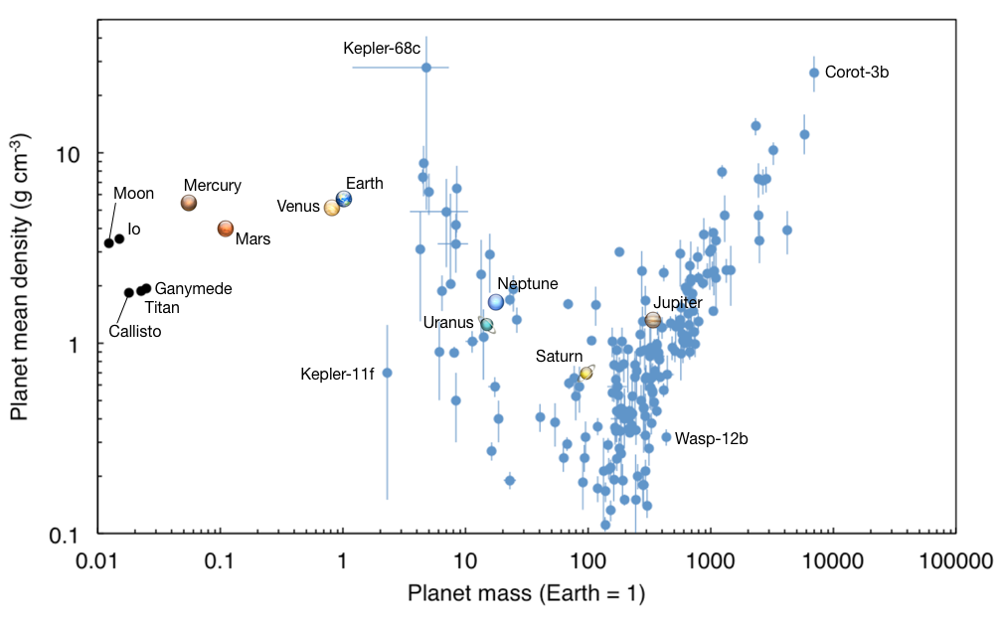 Kepler-68c
Corot-3b
10
Moon
Mercury
Earth
Io
Venus
Mars
Ganymede
Titan
Callisto
Neptune
Uranus
Jupiter
1
Saturn
Kepler-11f
Wasp-12b
0.1
0.01
0.1
1
10
100
1000
10000
100000
Planet mass (Earth = 1)
Planet mean density (g cm-3)